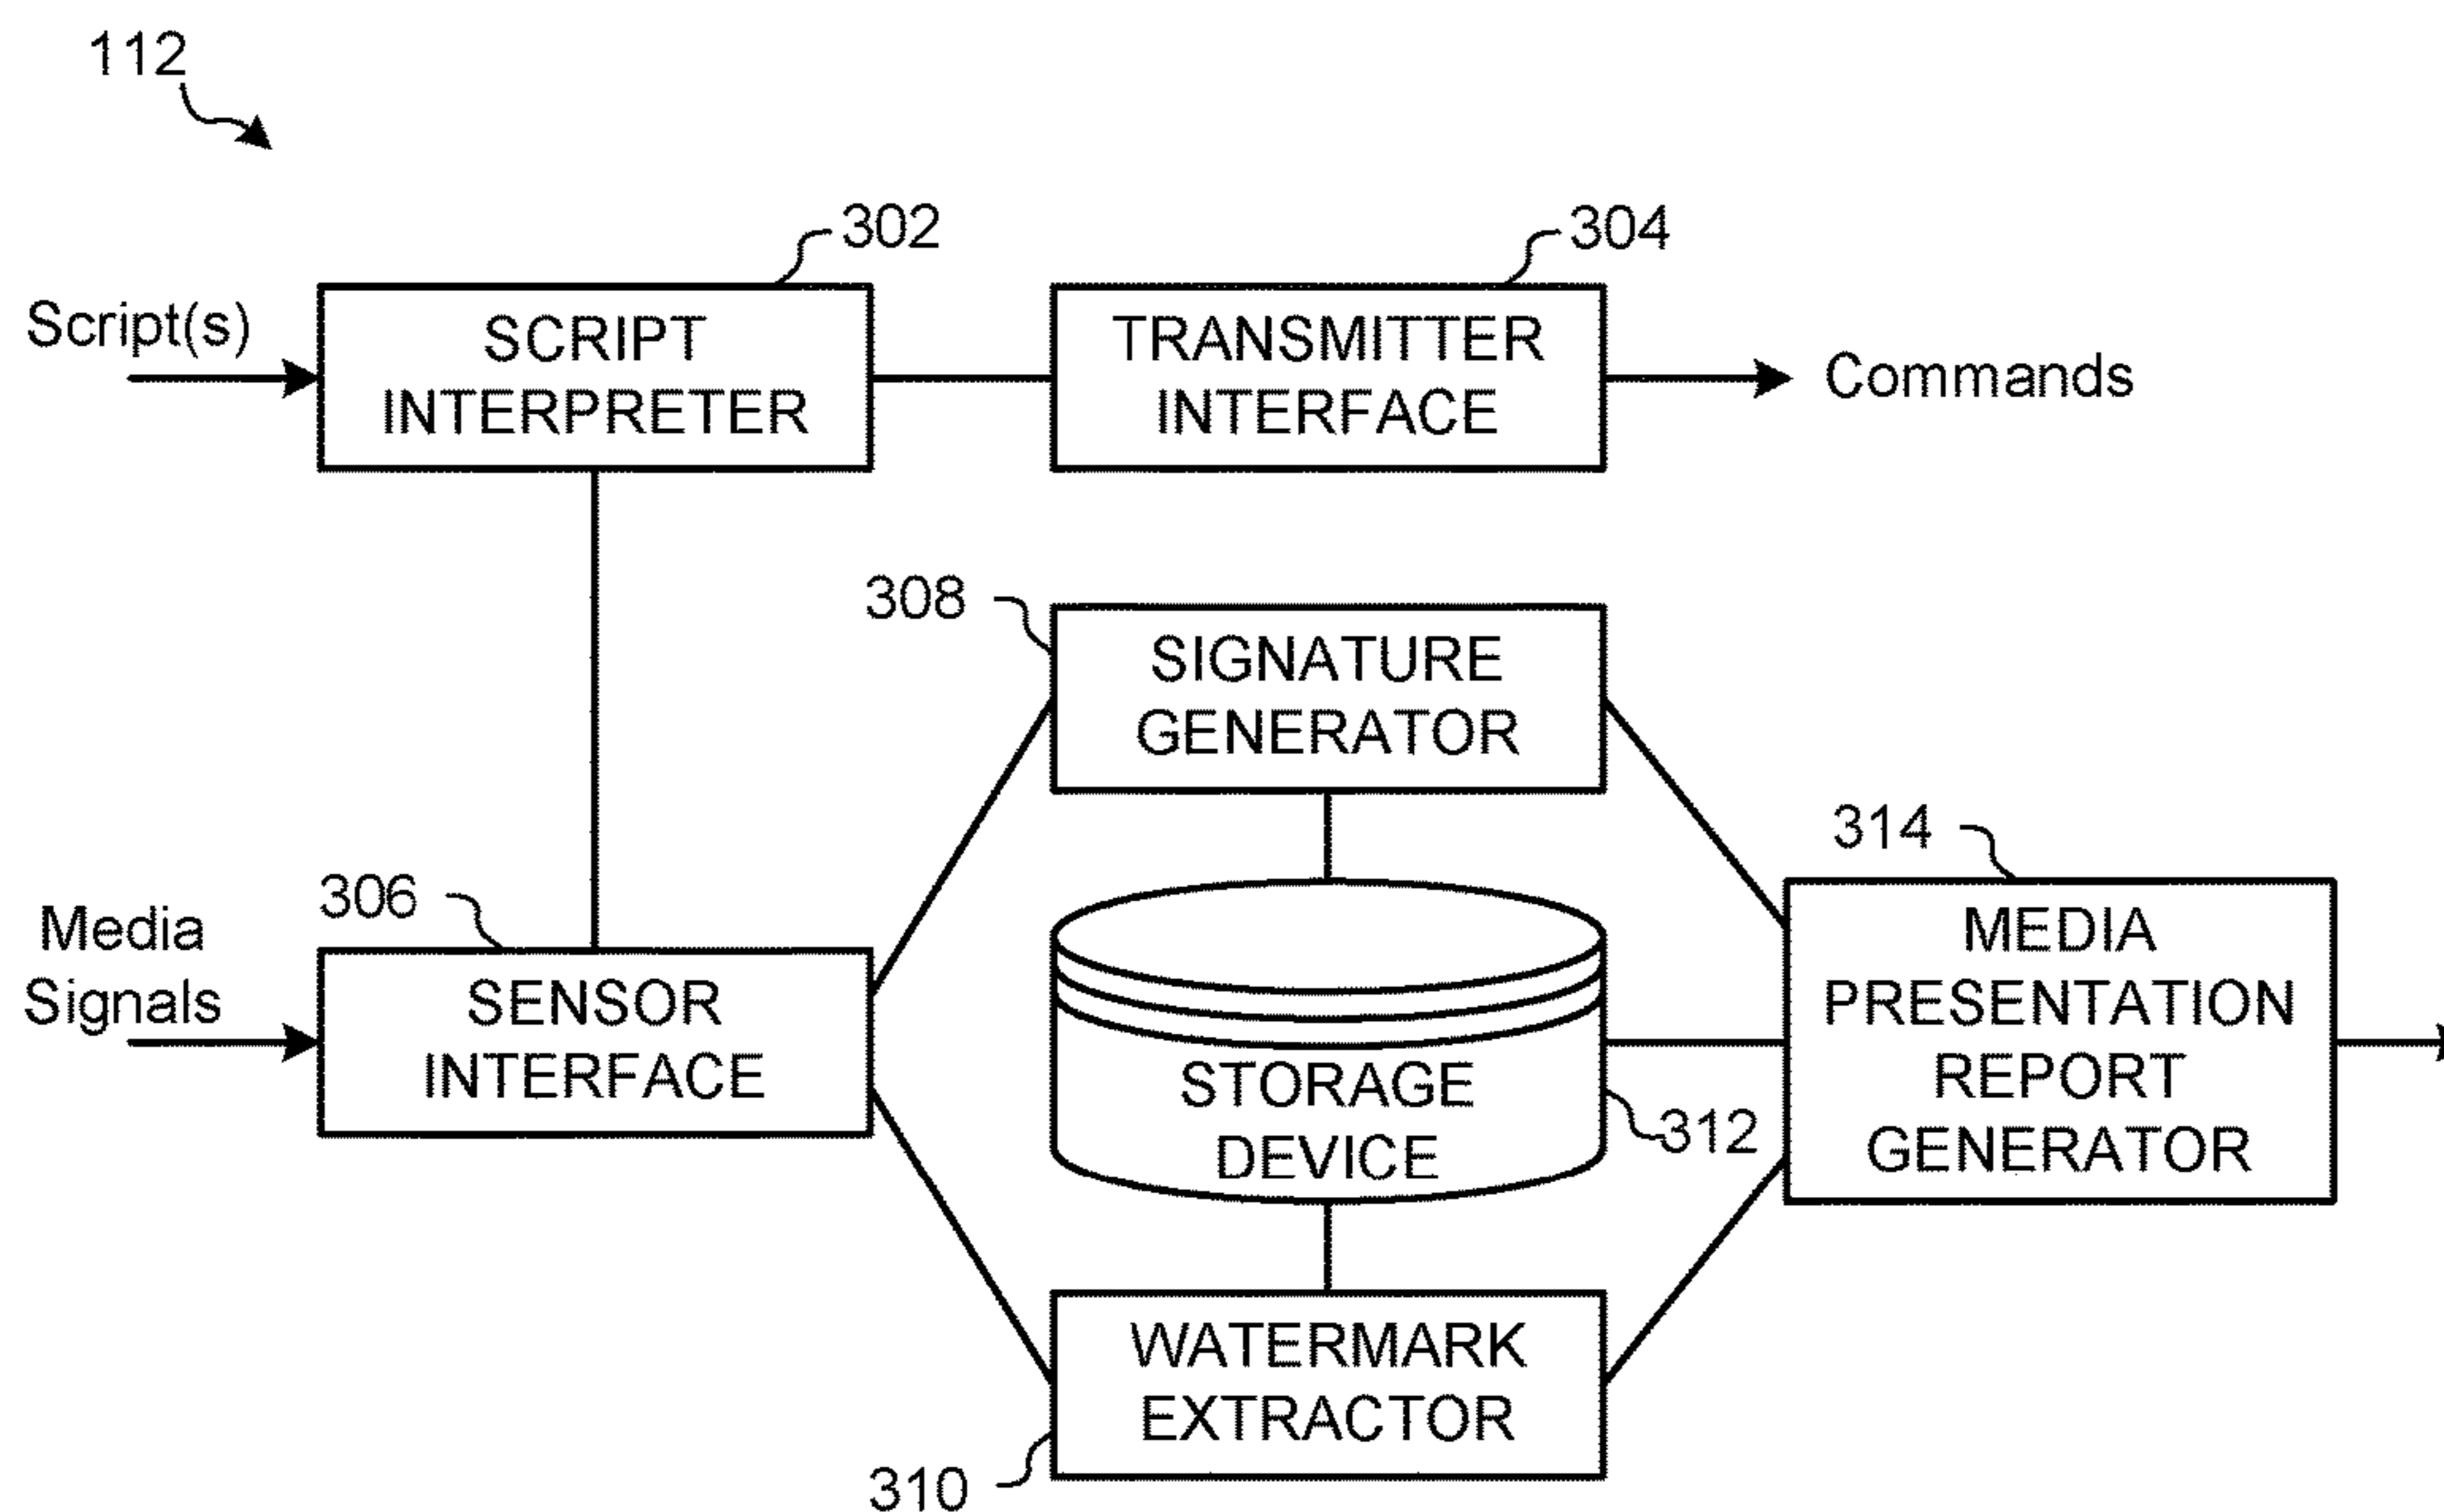 112
302
304
Script(s)
SCRIPT
INTERPRETER
TRANSMITTER
INTERFACE
Commands
308
SIGNATURE
GENERATOR
306
314
Media
Signals
SENSOR
INTERFACE
STORAGE
DEVICE
312
MEDIA
PRESENTATION
REPORT
GENERATOR
WATERMARK
EXTRACTOR
310